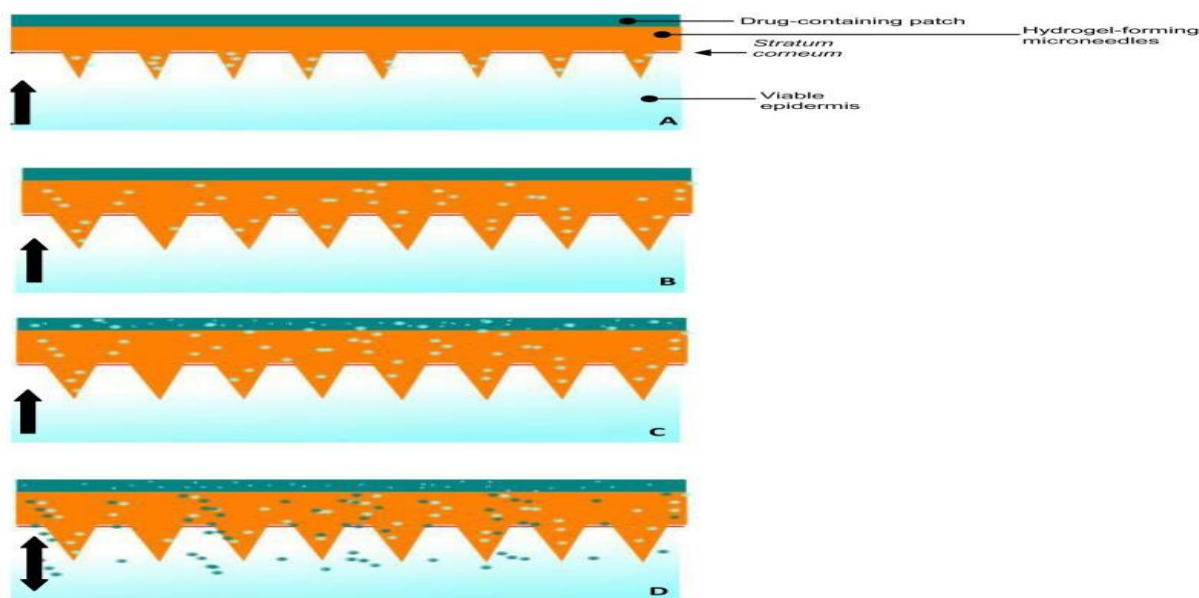 Drug-containing patch
Hydrogel-forming
microneedles
Stratum
corneum
Viable
epidermis
A
B
C
D